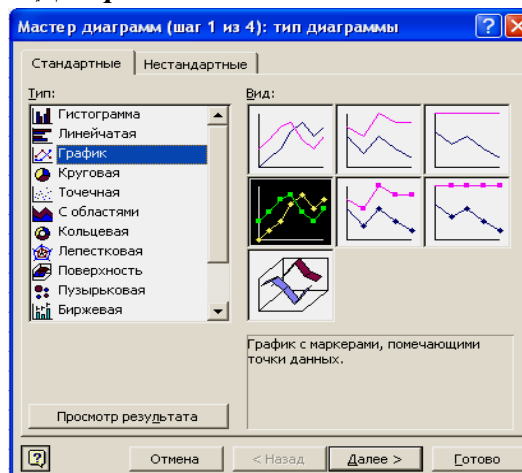 Мастер диаграмм (шаг 1 из 4): тип диаграммы
Стандартные
Нестандартные
Тип:
Вид:
Гистограмма
Линейчатая
График
Круговая
Точечная
С областями
Кольцевая
Лепестковая
Поверхность
Пузырьковая
Биржевая
График с маркерами, помечающими
точки данных.
Просмотр результата
Отмена
< Назад
Далее >
Готово